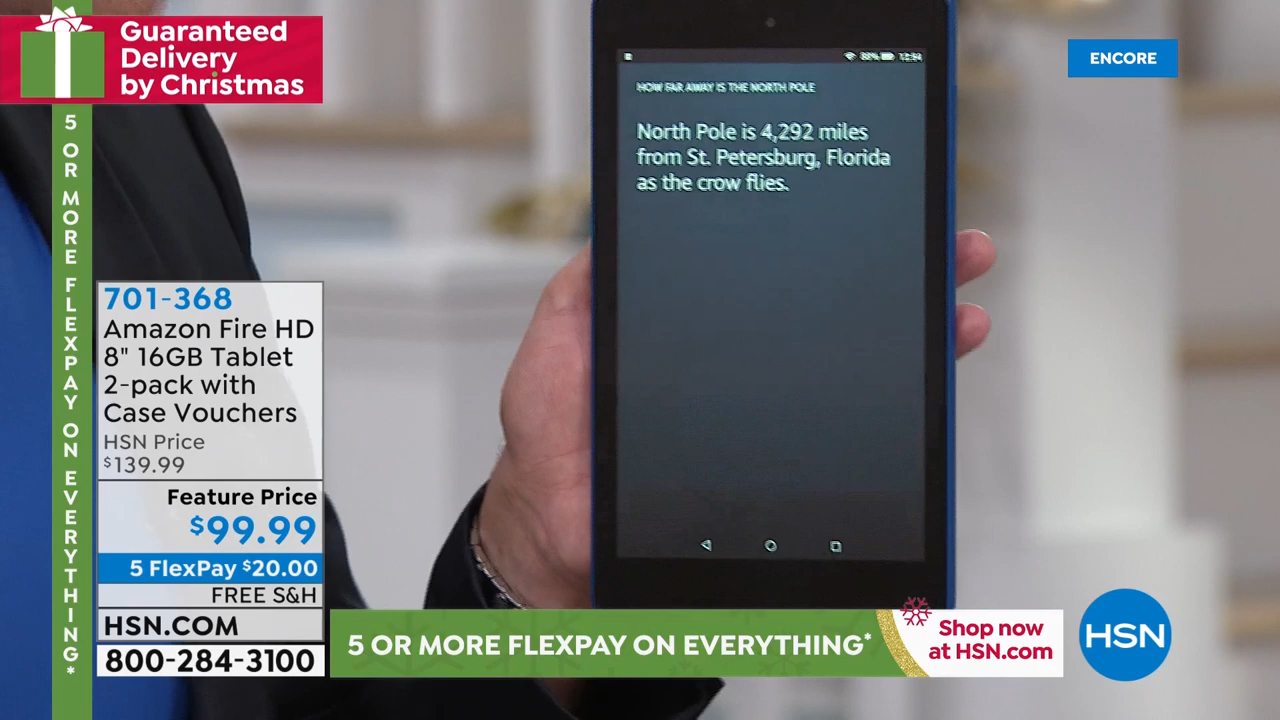 Guaranteed
Delivery
by Christmas
5 OR MORE FLEXPAY ON EVERYTHING*
ENCORE
88% 12:54
HOW FAR AWAY IS THE NORTH POLE
North Pole is 4,292 miles
from St. Petersburg, Florida
as the crow flies.
701-368
Amazon Fire HD
8" 16GB Tablet
2-pack with
Case Vouchers
HSN Price
$139.99
Feature Price
$99.99
5 FlexPay $20.00
FREE S&H
HSN.COM
800-284-3100
5 OR MORE FLEXPAY ON EVERYTHING*
Shop now
at HSN.com
HSN